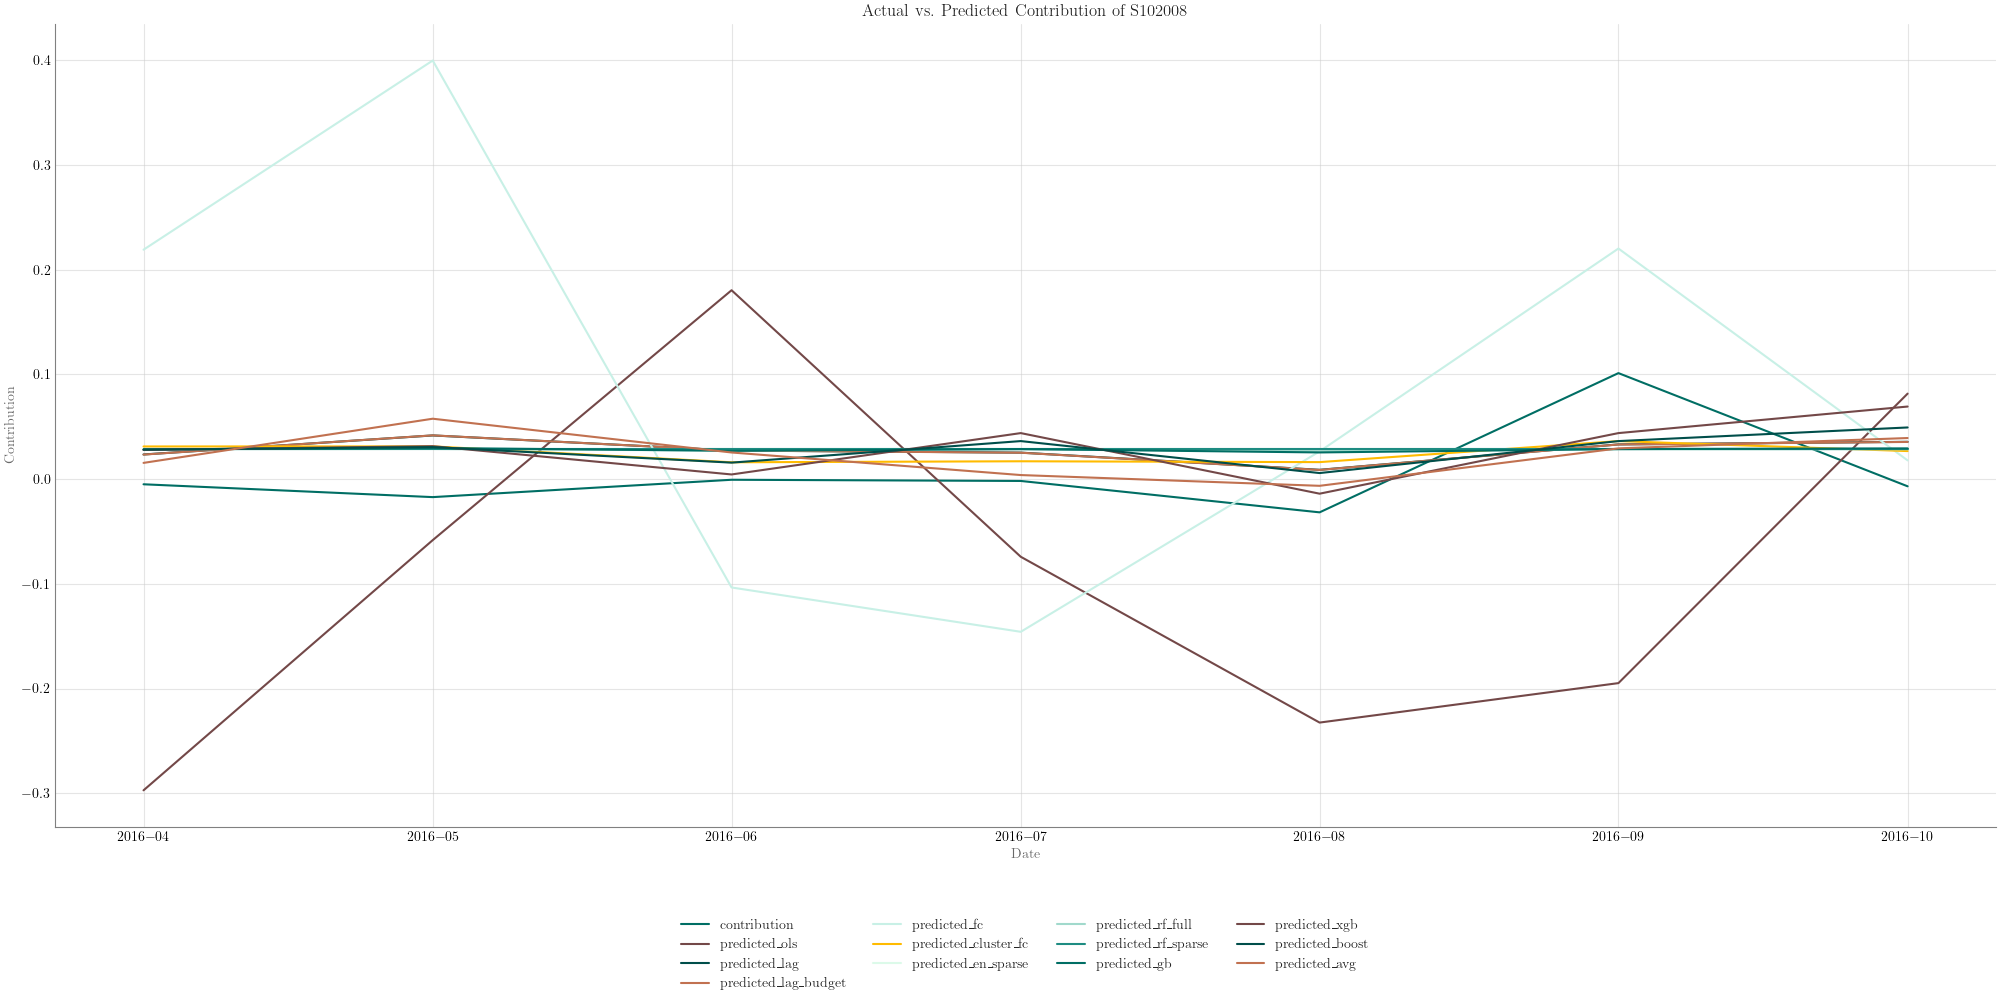 Actual vs. Predicted Contribution of S102008
Contribution
0.4
0.3
0.2
0.1
0.0
−0.1
−0.2
−0.3
2016−04 2016−05 2016−06 2016−07 2016−08 2016−09 2016−10
Date
contribution predicted_fc predicted_rf_full predicted_xgb
predicted_ols predicted_cluster_fc predicted_rf_sparse predicted_boost
predicted_lag predicted_en_sparse predicted_gb predicted_avg
predicted_lag_budget